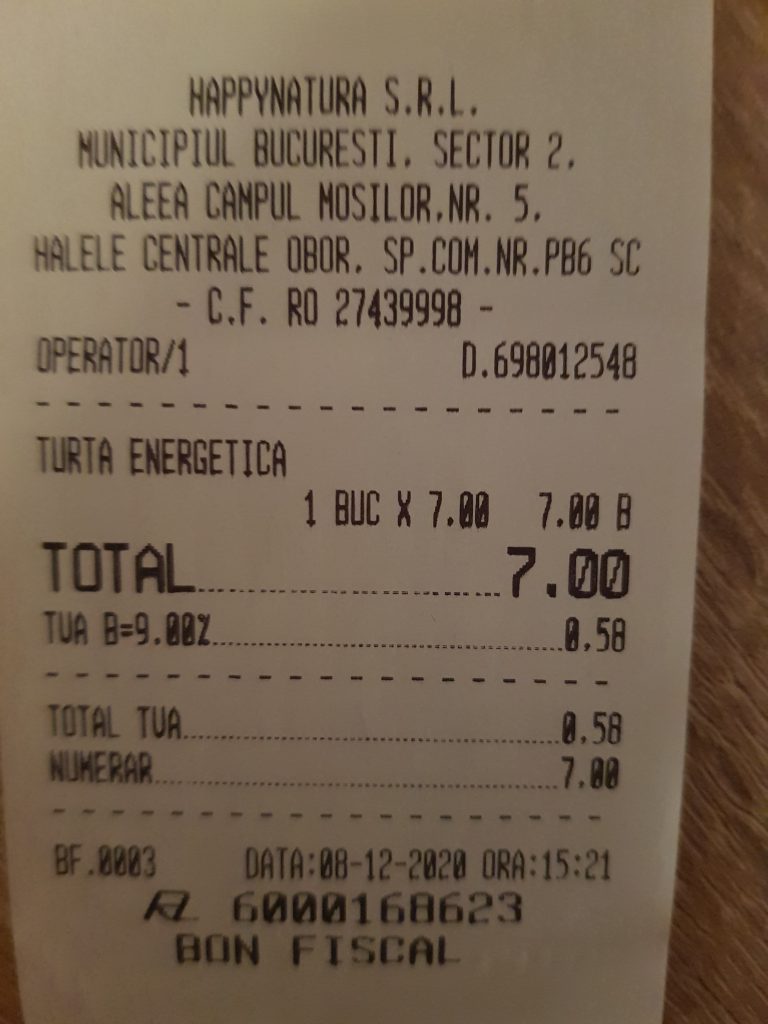 HAPPYNATURA S.R.L.
MUNICIPIUL BUCURESTI. SECTOR 2.
ALEEA CAMPUL MOSILOR.NR. 5.
HALELE CENTRALE OBOR. SP.COM.NR.PB6 SC
- C.F. RO 27439998 -
OPERATOR/1 D.698012548
TURTA ENERGETICA
1 BUC X 7.00 7.00 B
TOTAL 7.00
TVA B=9.00% 0.58
TOTAL TVA 0.58
NUMERAR 7.00
BF.0003 DATA:08-12-2020 ORA:15:21
6000168623
BON FISCAL